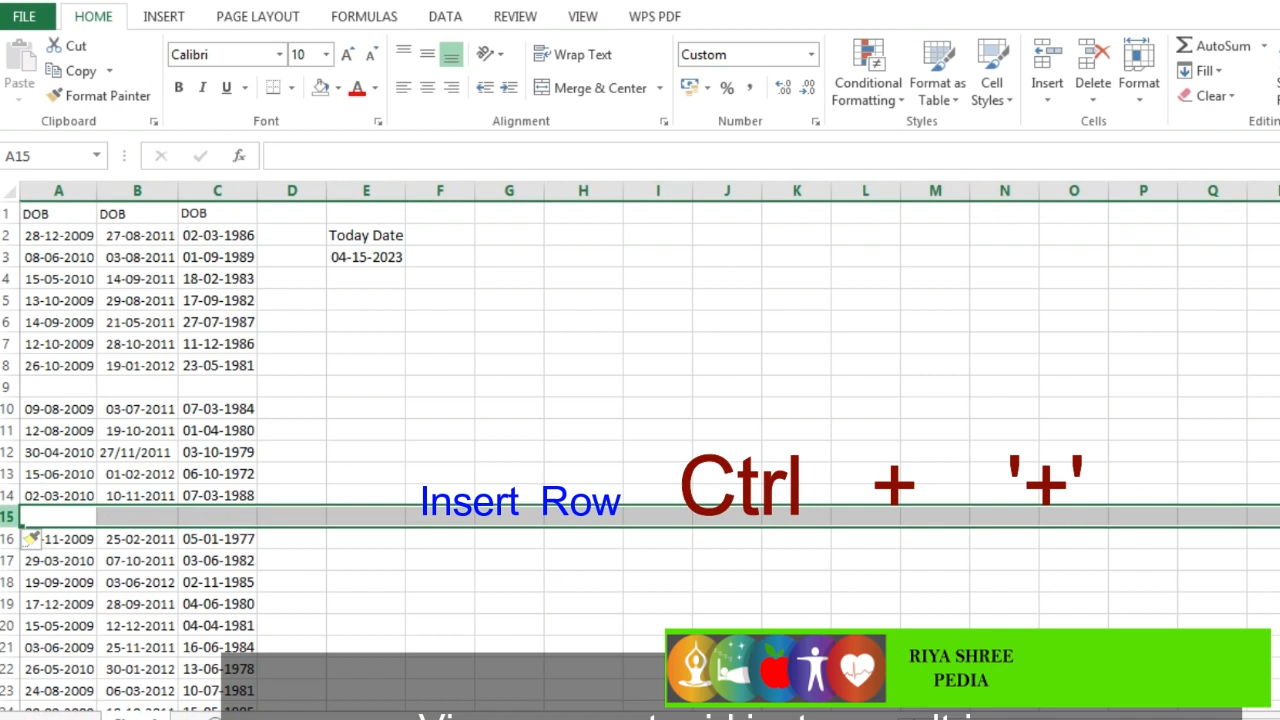 FILE HOME INSERT PAGE LAYOUT FORMULAS DATA REVIEW VIEW WPS PDF
Paste Cut
Copy
Format Painter
Clipboard
Calibri 10
B I U A
Font
Wrap Text
Merge & Center
Alignment
Custom
%
Number
Conditional Formatting
Format as Table
Cell Styles
Styles
Insert Delete Format
Cells
AutoSum
Fill
Clear
A15 fx
A B C D E F G H I J K L M N O P Q
1 DOB DOB DOB
2 28-12-2009 27-08-2011 02-03-1986 Today Date
3 08-06-2010 03-08-2011 01-09-1989 04-15-2023
4 15-05-2010 14-09-2011 18-02-1983
5 13-10-2009 29-08-2011 17-09-1982
6 14-09-2009 21-05-2011 27-07-1987
7 12-10-2009 28-10-2011 11-12-1986
8 26-10-2009 19-01-2012 23-05-1981
9
10 09-08-2009 03-07-2011 07-03-1984
11 12-08-2009 19-10-2011 01-04-1980
12 30-04-2010 27/11/2011 03-10-1979
13 15-06-2010 01-02-2012 06-10-1972
14 02-03-2010 10-11-2011 07-03-1988
Insert Row Ctrl + '+'
15
16 -11-2009 25-02-2011 05-01-1977
17 29-03-2010 07-10-2011 03-06-1982
18 19-09-2009 03-06-2012 02-11-1985
19 17-12-2009 28-09-2011 04-06-1980
20 15-05-2009 12-12-2011 04-04-1981
21 03-06-2009 25-11-2011 16-06-1984
22 26-05-2010 30-01-2012 13-06-1978
23 24-08-2009 06-03-2012 10-07-1981
RIYA SHREE
PEDIA